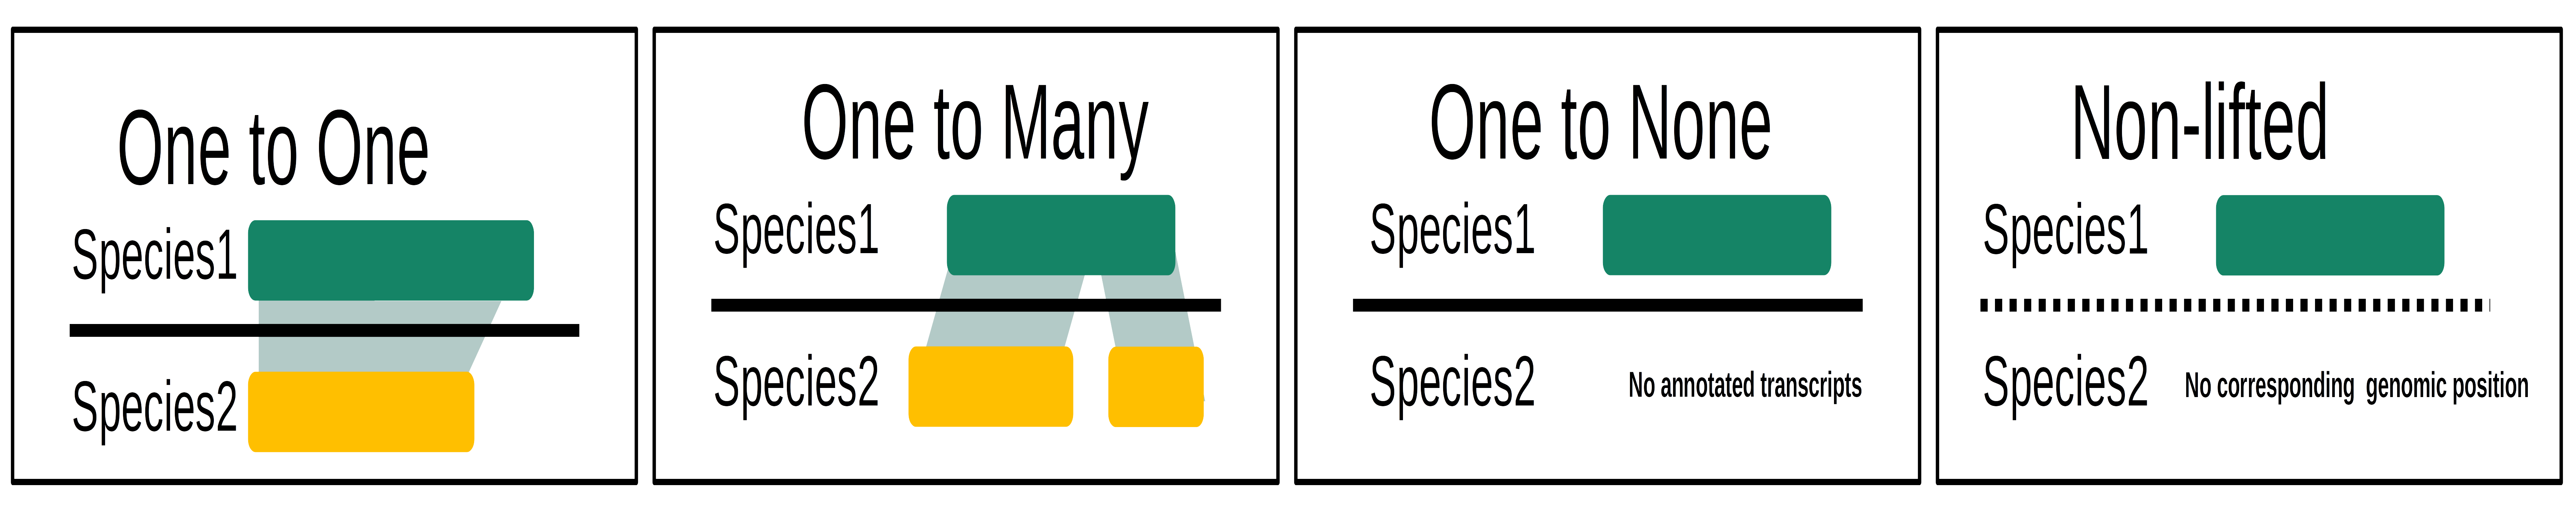 One to One
Species1
Species2
One to Many
Species1
Species2
One to None
Species1
Species2
No annotated transcripts
Non-lifted
Species1
Species2
No corresponding  genomic position